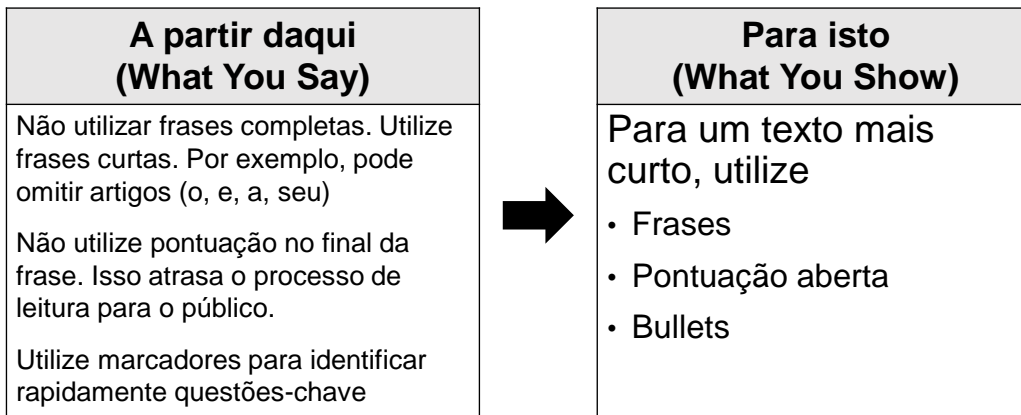 A partir daqui
(What You Say)
Não utilizar frases completas. Utilize
frases curtas. Por exemplo, pode
omitir artigos (o, e, a, seu)
Não utilize pontuação no final da
frase. Isso atrasa o processo de
leitura para o público.
Utilize marcadores para identificar
rapidamente questões-chave
Para isto
(What You Show)
Para um texto mais
curto, utilize
• Frases
• Pontuação aberta
• Bullets